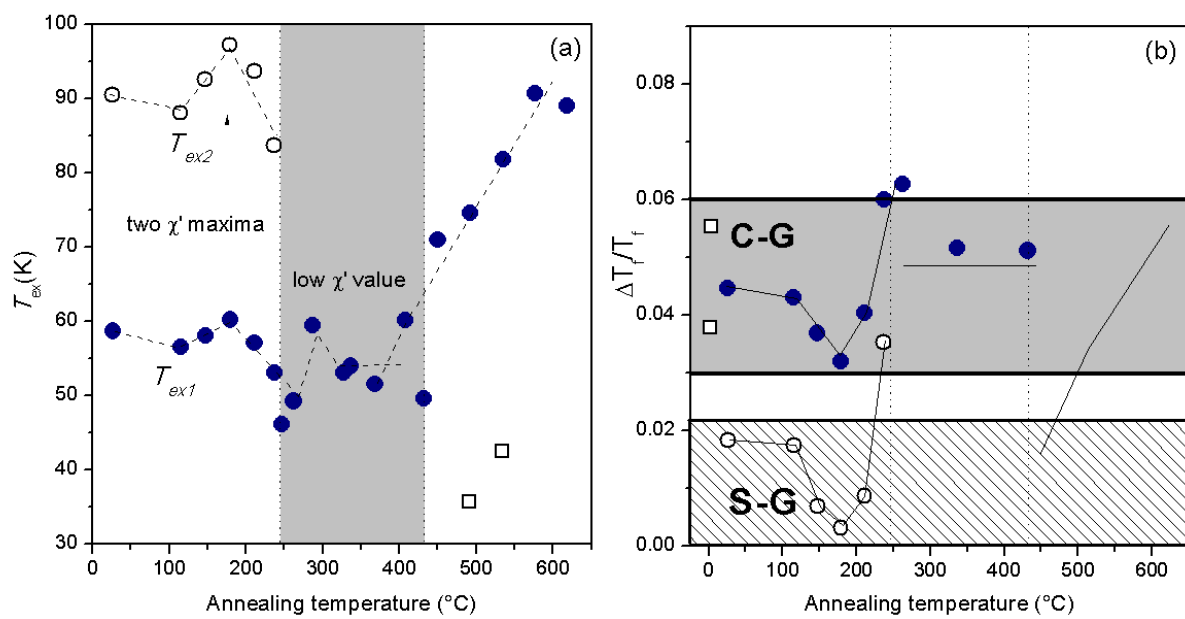 (a)
100
90
80
70
60
50
40
30
T_ex(K)
T_ex2
two χ' maxima
low χ' value
T_ex1
0 100 200 300 400 500 600
Annealing temperature (°C)
(b)
0.08
0.06
0.04
0.02
0.00
ΔT_f/T_f
C-G
S-G
0 100 200 300 400 500 600
Annealing temperature (°C)